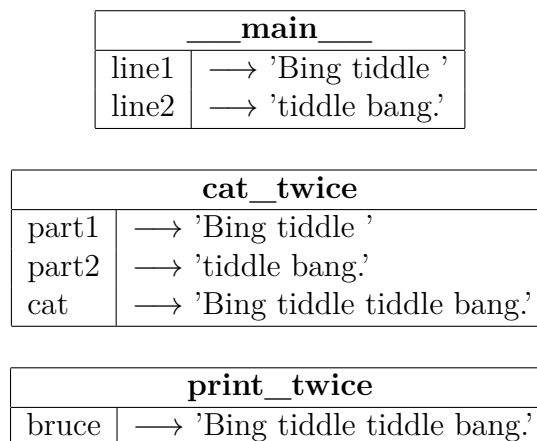 __main__
line1 ⟶ ’Bing tiddle ’
line2 ⟶ ’tiddle bang.’
cat_twice
part1 ⟶ ’Bing tiddle ’
part2 ⟶ ’tiddle bang.’
cat ⟶ ’Bing tiddle tiddle bang.’
print_twice
bruce ⟶ ’Bing tiddle tiddle bang.’